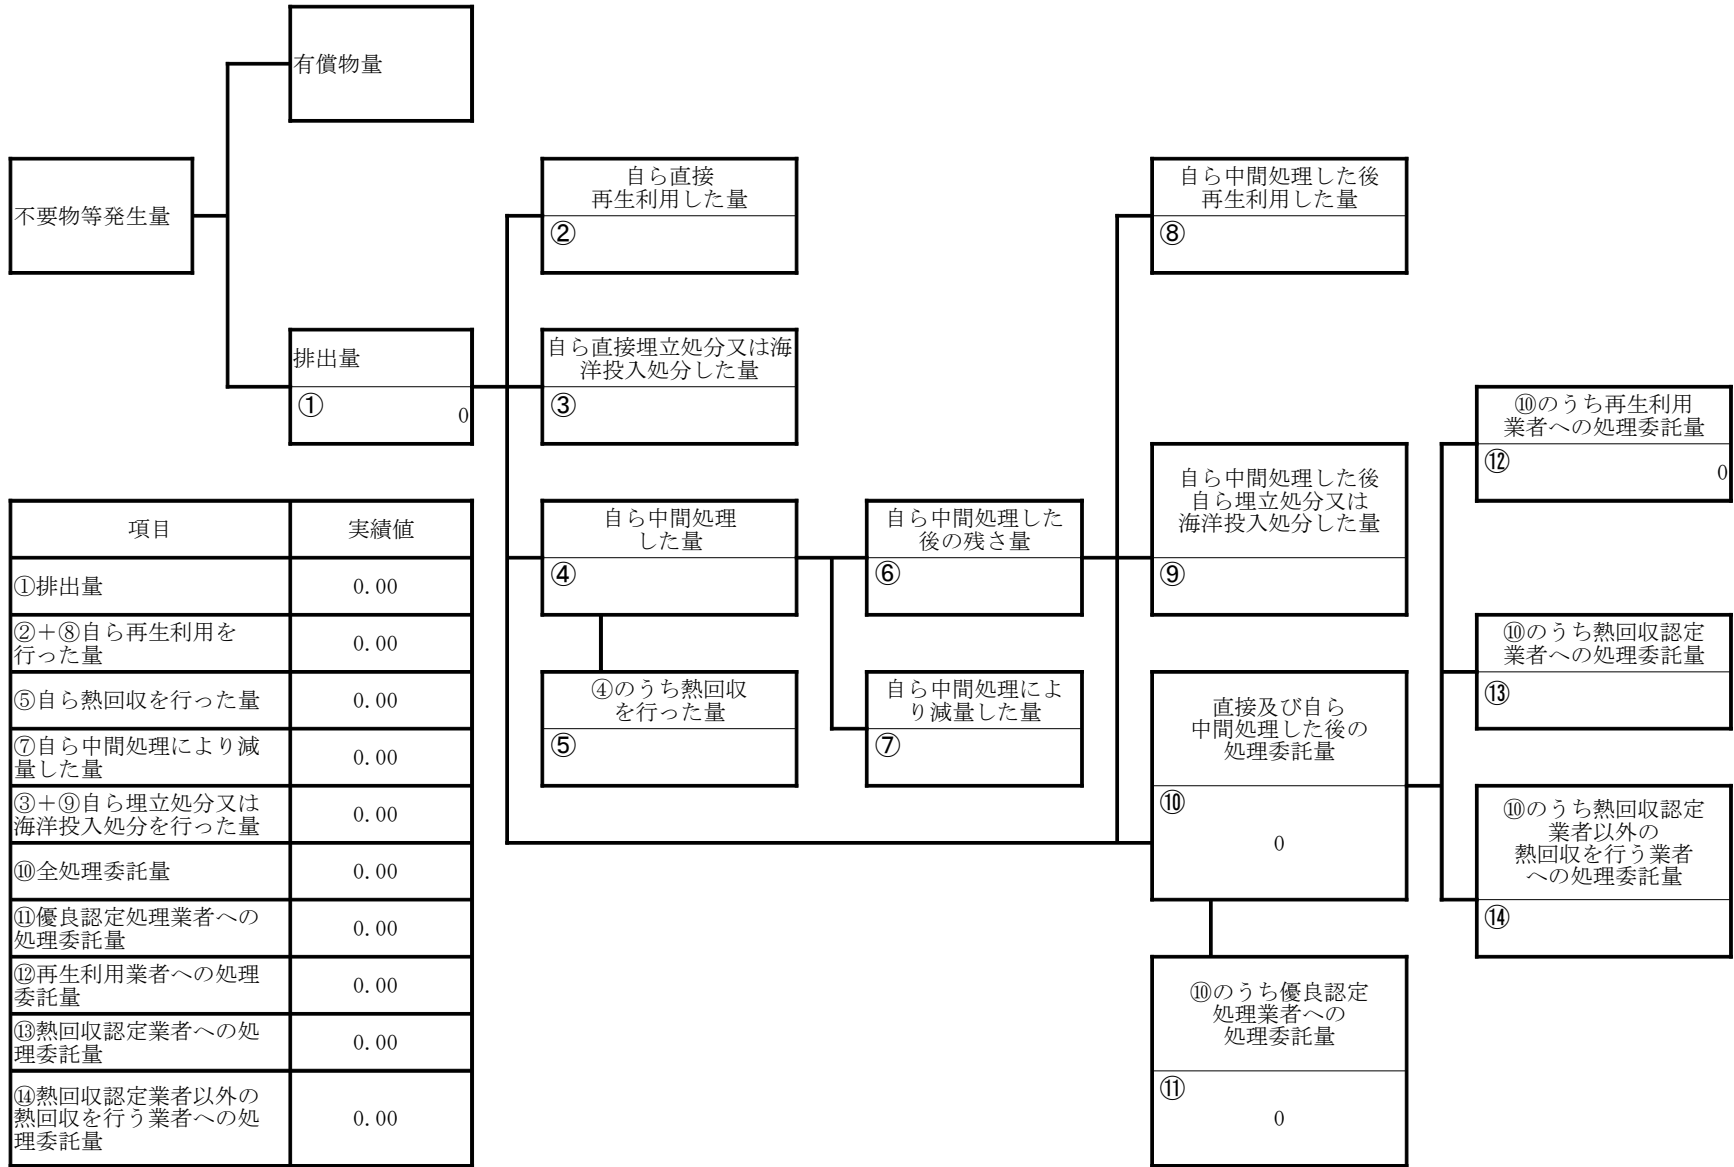 有償物量
不要物等発生量
自ら直接
再生利用した量
②
自ら中間処理した後
再生利用した量
⑧
排出量
①
0
自ら直接埋立処分又は海
洋投入処分した量
③
⑩のうち再生利用
業者への処理委託量
⑫
0
自ら中間処理した後
自ら埋立処分又は
海洋投入処分した量
⑨
自ら中間処理
した量
④
自ら中間処理した
後の残さ量
⑥
⑩のうち熱回収認定
業者への処理委託量
⑬
④のうち熱回収
を行った量
⑤
自ら中間処理によ
り減量した量
⑦
直接及び自ら
中間処理した後の
処理委託量
⑩
0
⑩のうち熱回収認定
業者以外の
熱回収を行う業者
への処理委託量
⑭
⑩のうち優良認定
処理業者への
処理委託量
⑪
0
項目 実績値
①排出量 0.00
②+⑧自ら再生利用を
行った量 0.00
⑤自ら熱回収を行った量 0.00
⑦自ら中間処理により減
量した量 0.00
③+⑨自ら埋立処分又は
海洋投入処分を行った量 0.00
⑩全処理委託量 0.00
⑪優良認定処理業者への
処理委託量 0.00
⑫再生利用業者への処理
委託量 0.00
⑬熱回収認定業者への処
理委託量 0.00
⑭熱回収認定業者以外の
熱回収を行う業者への処
理委託量 0.00